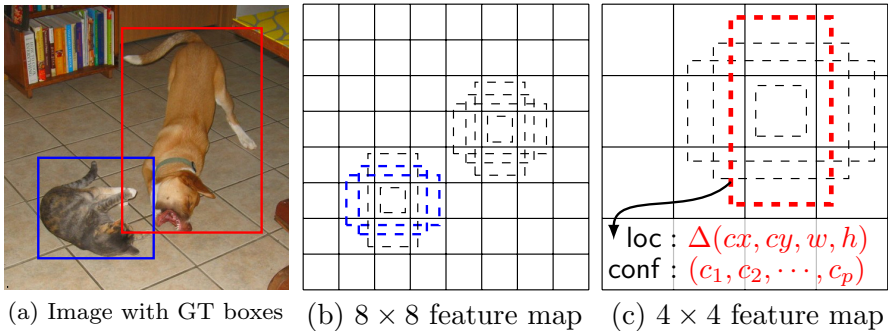 loc : Δ(cx, cy, w, h)
conf : (c₁, c₂, ⋯, cₚ)
(a) Image with GT boxes
(b) 8 × 8 feature map
(c) 4 × 4 feature map